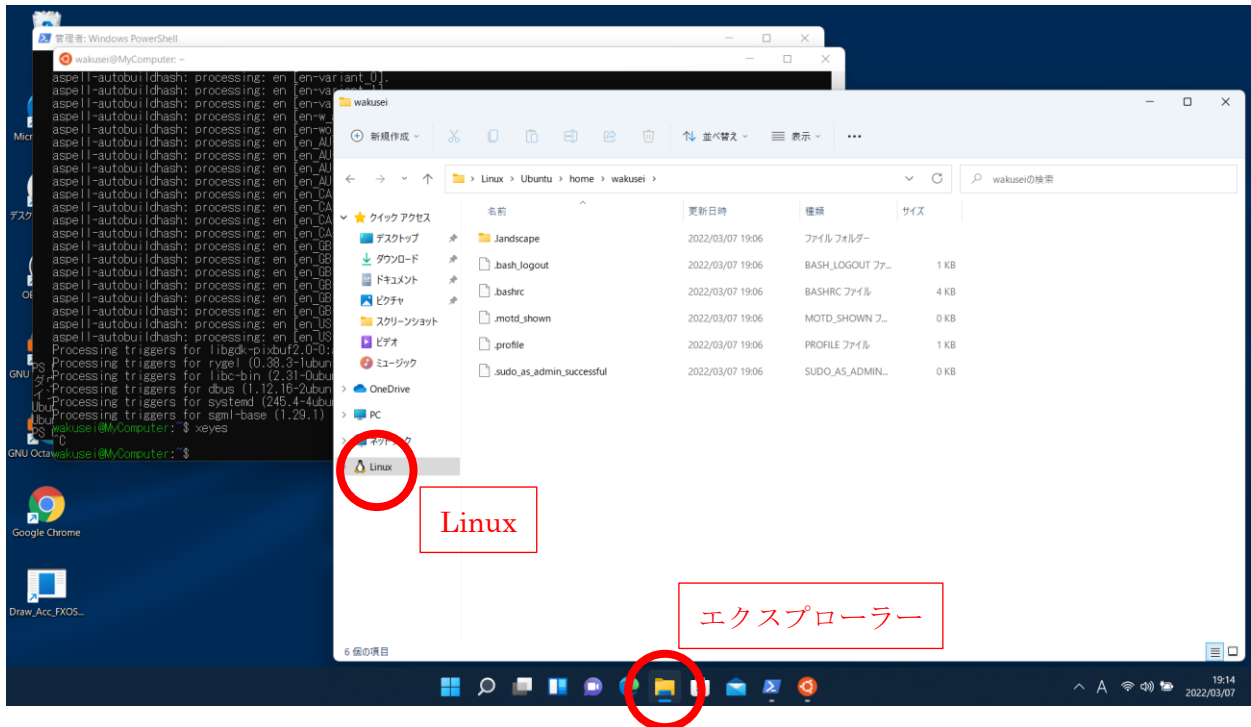 管理者: Windows PowerShell
wakusei@MyComputer: ~
aspell-autobuildhash: processing: en [en-variant_0].
aspell-autobuildhash: processing: en
aspell-autobuildhash: processing: en [en-va
aspell-autobuildhash: processing: en [en-w_a
aspell-autobuildhash: processing: en [en-wo
aspell-autobuildhash: processing: en [en_AU
aspell-autobuildhash: processing: en [en_AU
aspell-autobuildhash: processing: en [en_AU
aspell-autobuildhash: processing: en [en_AU
aspell-autobuildhash: processing: en [en_CA
aspell-autobuildhash: processing: en [en_CA
aspell-autobuildhash: processing: en [en_CA
aspell-autobuildhash: processing: en [en_CA
aspell-autobuildhash: processing: en [en_GB
aspell-autobuildhash: processing: en [en_GB
aspell-autobuildhash: processing: en [en_GB
aspell-autobuildhash: processing: en [en_GB
aspell-autobuildhash: processing: en [en_GB
aspell-autobuildhash: processing: en [en_GB
aspell-autobuildhash: processing: en [en_US
aspell-autobuildhash: processing: en [en_US
Processing triggers for libgdk-pixbuf2.0-0:
Processing triggers for rygel (0.38.3-1ubun
Processing triggers for libc-bin (2.31-0ubu
Processing triggers for dbus (1.12.16-2ubun
Processing triggers for systemd (245.4-4ubu
Processing triggers for sgml-base (1.29.1)
wakusei@MyComputer:~$ xeyes
^C
wakusei@MyComputer:~$
Micr
デスク
GNU
GNU Octav
Google Chrome
Draw_Acc_FXOS...
wakusei
新規作成
並べ替え
表示
Linux > Ubuntu > home > wakusei >
wakuseiの検索
クイック アクセス
デスクトップ
ダウンロード
ドキュメント
ピクチャ
スクリーンショット
ビデオ
ミュージック
OneDrive
PC
ネットワーク
Linux
名前 更新日時 種類 サイズ
.landscape 2022/03/07 19:06 ファイル フォルダー
.bash_logout 2022/03/07 19:06 BASH_LOGOUT ファ... 1 KB
.bashrc 2022/03/07 19:06 BASHRC ファイル 4 KB
.motd_shown 2022/03/07 19:06 MOTD_SHOWN フ... 0 KB
.profile 2022/03/07 19:06 PROFILE ファイル 1 KB
.sudo_as_admin_successful 2022/03/07 19:06 SUDO_AS_ADMIN... 0 KB
Linux
エクスプローラー
6 個の項目
A
19:14
2022/03/07